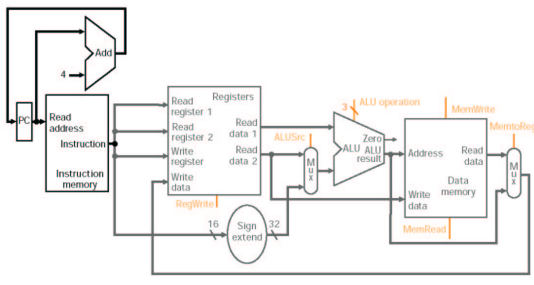 Add
4
PC
Read
address
Instruction
Instruction
memory
Registers
Read
register 1
Read
register 2
Write
register
Write
data
Read
data 1
Read
data 2
RegWrite
16
Sign
extend
32
ALUSrc
Mux
3
ALU operation
Zero
ALU
ALU
result
MemWrite
Address
Read
data
Data
memory
Write
data
MemRead
MemtoReg
Mux